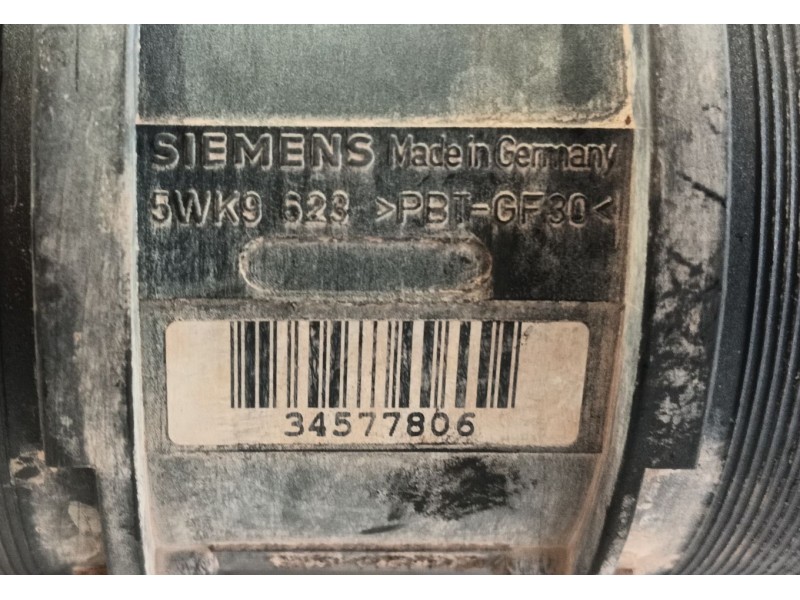 SIEMENS Made in Germany
5WK9 623 >PBT-GF30<
34577806